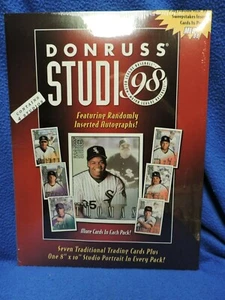 Sweepstakes
DONRUSS
STUDIO 98
Featuring Randomly
Inserted Autographs!
More Cards In Each Pack!
Seven Traditional Trading Cards Plus
One 8" x 10" Studio Portrait In Every Pack!